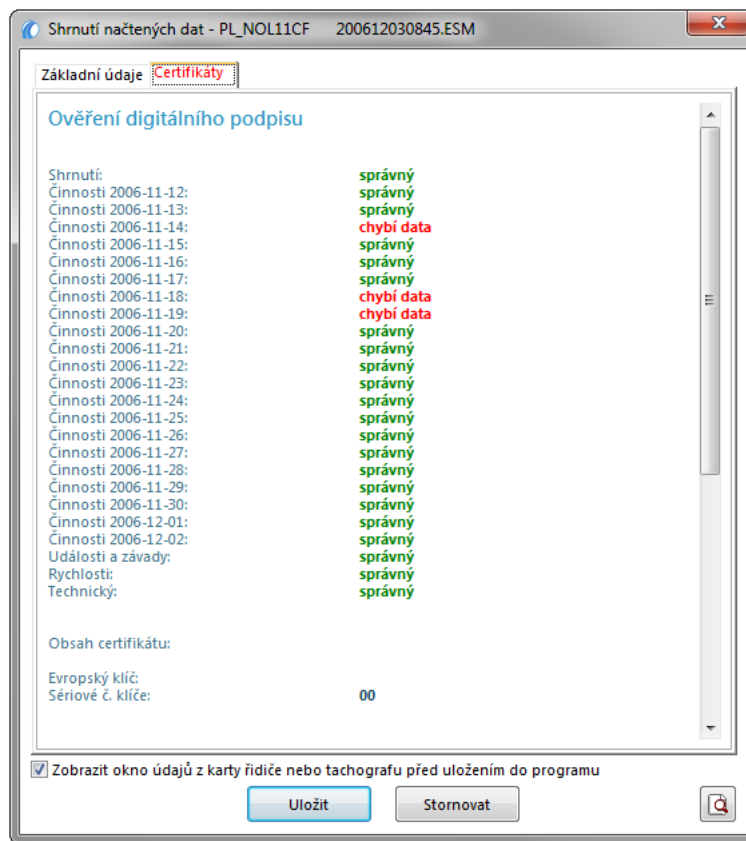 Shrnutí načtených dat - PL_NOL11CF 200612030845.ESM
Základní údaje Certifikáty
Ověření digitálního podpisu
Shrnutí: správný
Činnosti 2006-11-12: správný
Činnosti 2006-11-13: správný
Činnosti 2006-11-14: chybí data
Činnosti 2006-11-15: správný
Činnosti 2006-11-16: správný
Činnosti 2006-11-17: správný
Činnosti 2006-11-18: chybí data
Činnosti 2006-11-19: chybí data
Činnosti 2006-11-20: správný
Činnosti 2006-11-21: správný
Činnosti 2006-11-22: správný
Činnosti 2006-11-23: správný
Činnosti 2006-11-24: správný
Činnosti 2006-11-25: správný
Činnosti 2006-11-26: správný
Činnosti 2006-11-27: správný
Činnosti 2006-11-28: správný
Činnosti 2006-11-29: správný
Činnosti 2006-11-30: správný
Činnosti 2006-12-01: správný
Činnosti 2006-12-02: správný
Události a závady: správný
Rychlosti: správný
Technický: správný
Obsah certifikátu:
Evropský klíč:
Sériové č. klíče: 00
Zobrazit okno údajů z karty řidiče nebo tachografu před uložením do programu
Uložit Stornovat